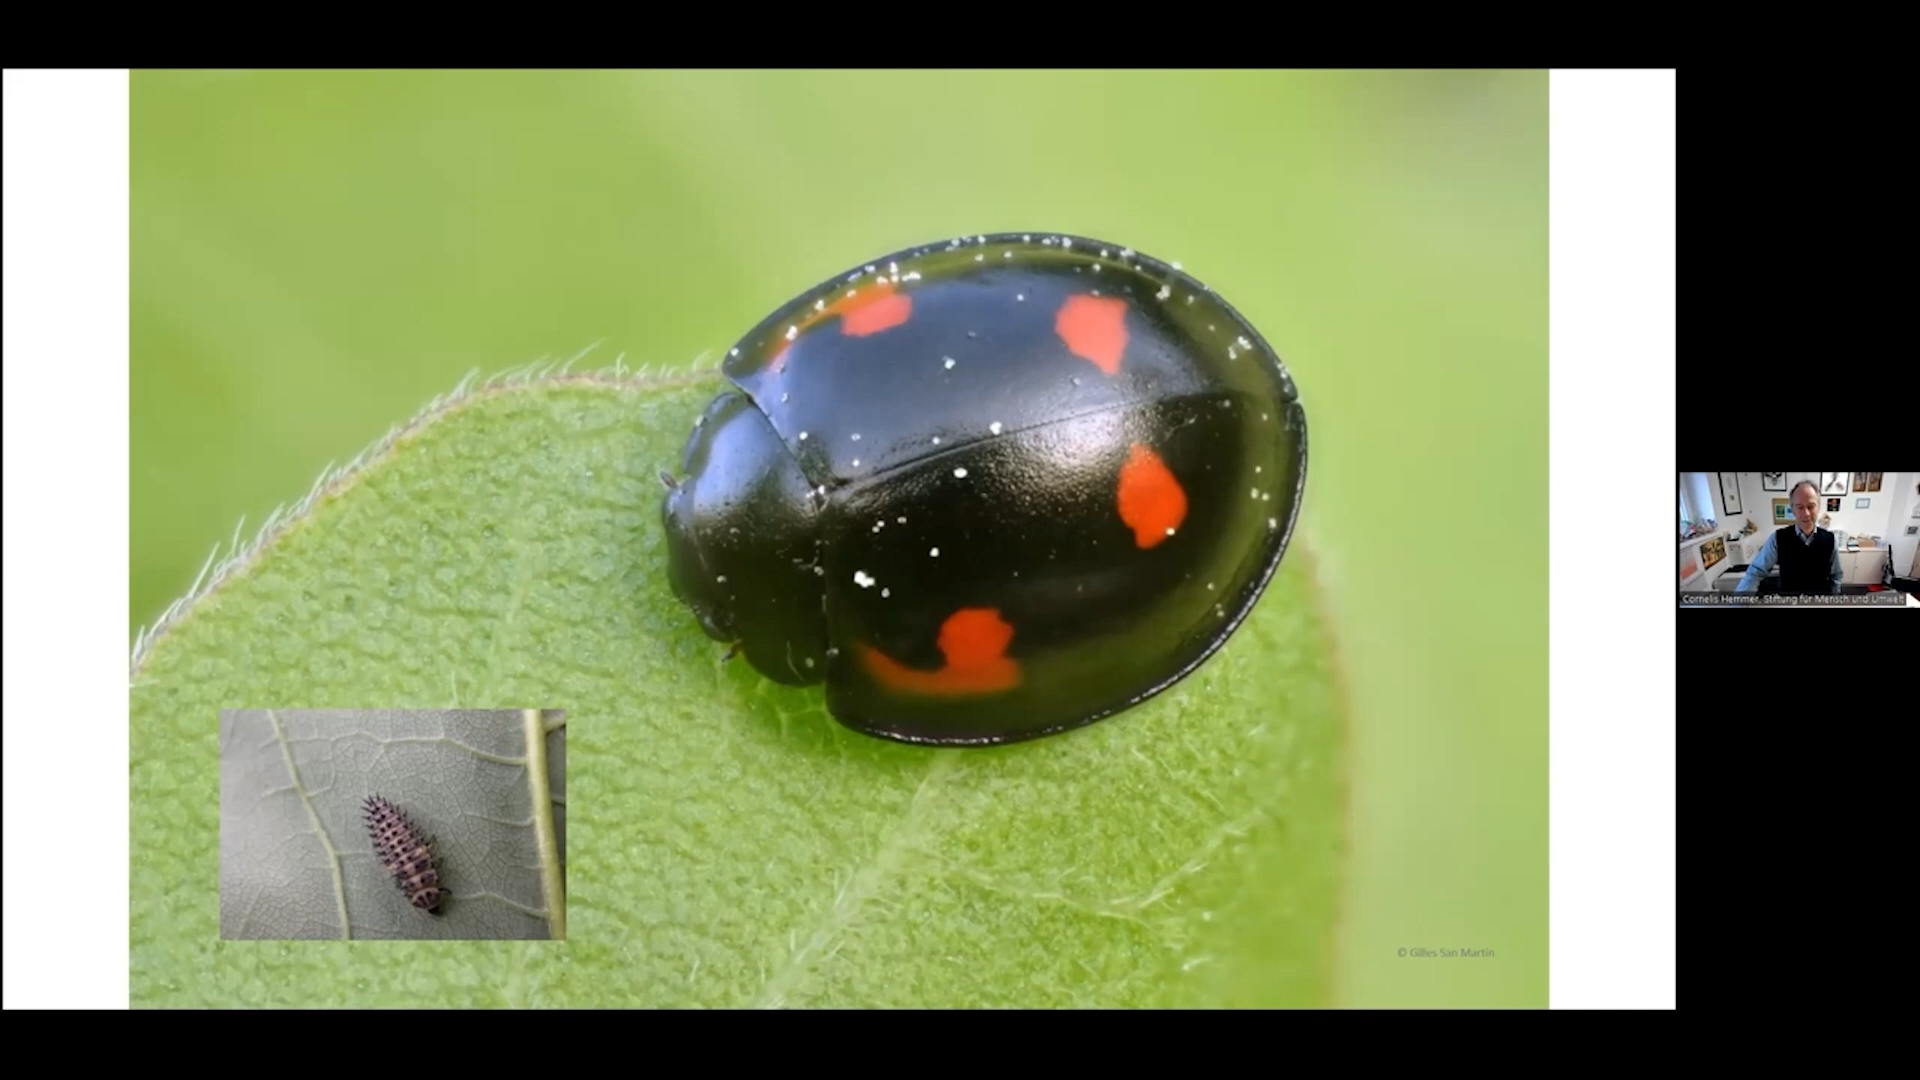 Cornelis Hemmer, Stiftung für Mensch und Umwelt
© Gilles San Martin